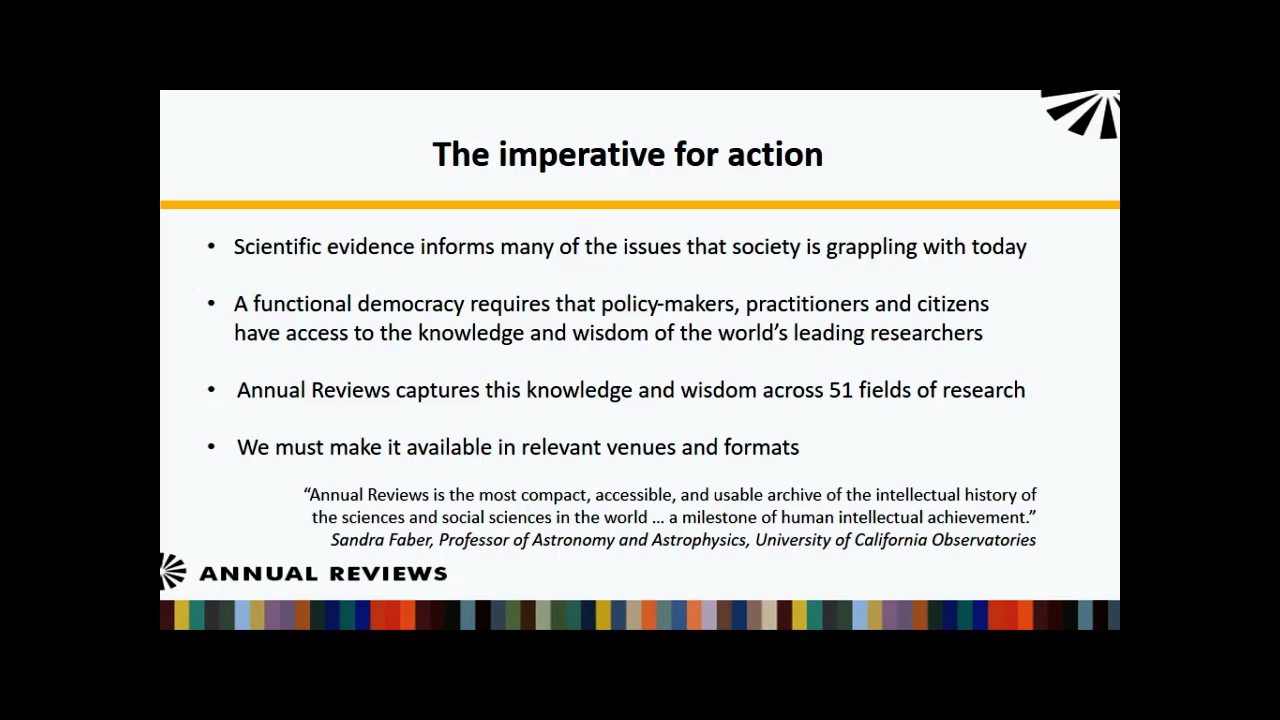 The imperative for action
• Scientific evidence informs many of the issues that society is grappling with today
• A functional democracy requires that policy-makers, practitioners and citizens
have access to the knowledge and wisdom of the world’s leading researchers
• Annual Reviews captures this knowledge and wisdom across 51 fields of research
• We must make it available in relevant venues and formats
“Annual Reviews is the most compact, accessible, and usable archive of the intellectual history of
the sciences and social sciences in the world … a milestone of human intellectual achievement.”
Sandra Faber, Professor of Astronomy and Astrophysics, University of California Observatories
ANNUAL REVIEWS